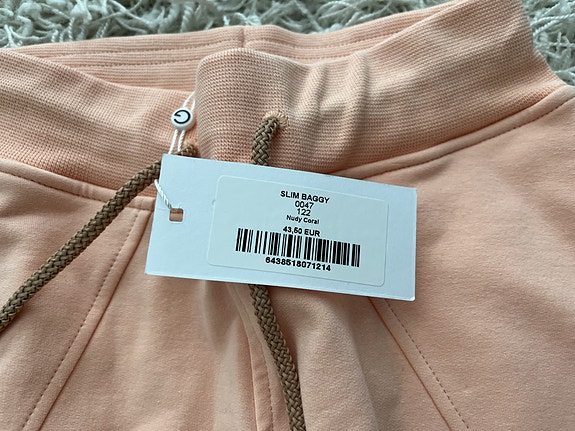 SLIM BAGGY
0047
122
Nudy Coral
43,50 EUR
6438518071214